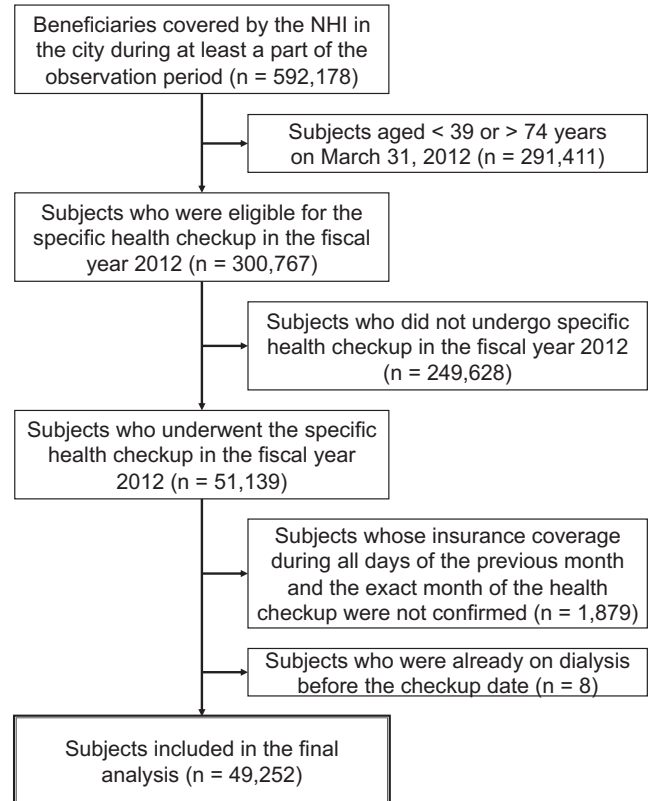 Beneficiaries covered by the NHI in
the city during at least a part of the
observation period (n = 592,178)
Subjects aged < 39 or > 74 years
on March 31, 2012 (n = 291,411)
Subjects who were eligible for the
specific health checkup in the fiscal
year 2012 (n = 300,767)
Subjects who did not undergo specific
health checkup in the fiscal year 2012
(n = 249,628)
Subjects who underwent the specific
health checkup in the fiscal year
2012 (n = 51,139)
Subjects whose insurance coverage
during all days of the previous month
and the exact month of the health
checkup were not confirmed (n = 1,879)
Subjects who were already on dialysis
before the checkup date (n = 8)
Subjects included in the final
analysis (n = 49,252)